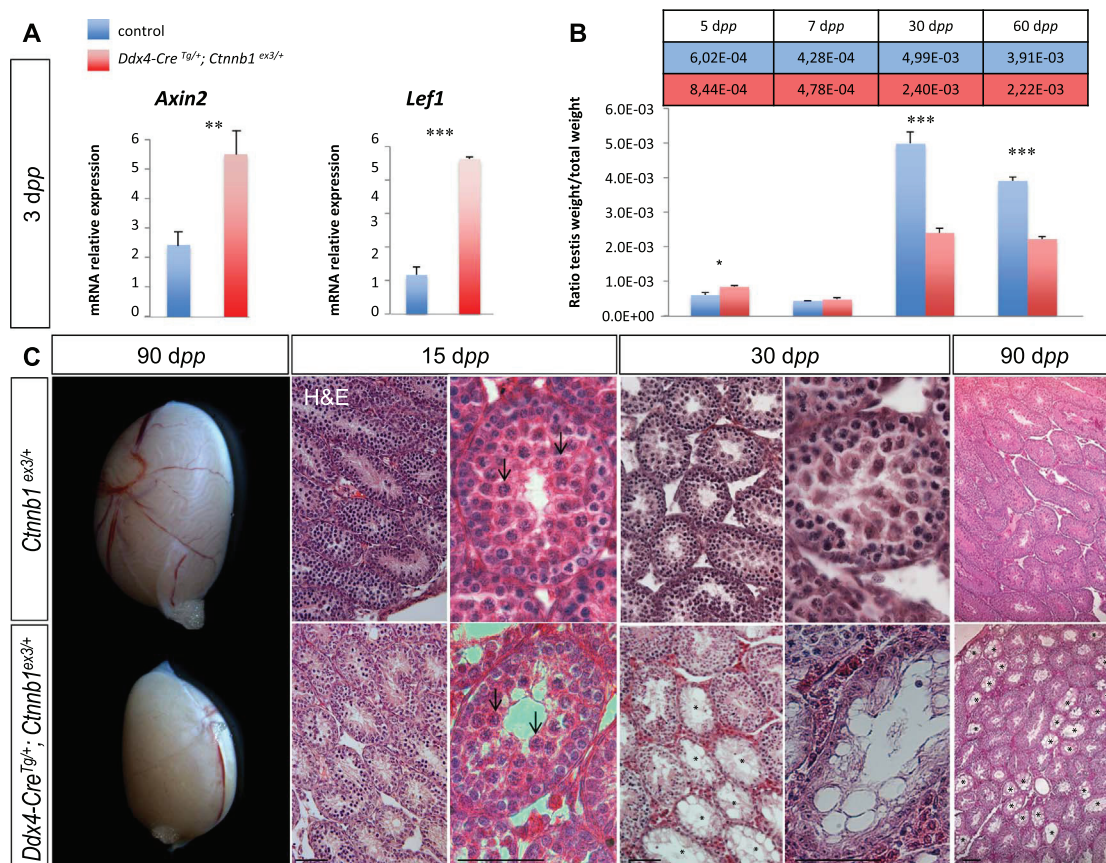 A
control
Ddx4-Cre Tg/+; Ctnnb1 ex3/+
3 dpp
Axin2
**
mRNA relative expression
6
5
4
3
2
1
0
Lef1
***
mRNA relative expression
6
5
4
3
2
1
0
B
5 dpp 7 dpp 30 dpp 60 dpp
6,02E-04 4,28E-04 4,99E-03 3,91E-03
8,44E-04 4,78E-04 2,40E-03 2,22E-03
Ratio testis weight/total weight
6.0E-03
5.0E-03
4.0E-03
2.0E-03
1.0E-03
0.0E+00
*
***
***
C
90 dpp 15 dpp 30 dpp 90 dpp
Ctnnb1 ex3/+
H&E
Ddx4-Cre Tg/+; Ctnnb1 ex3/+